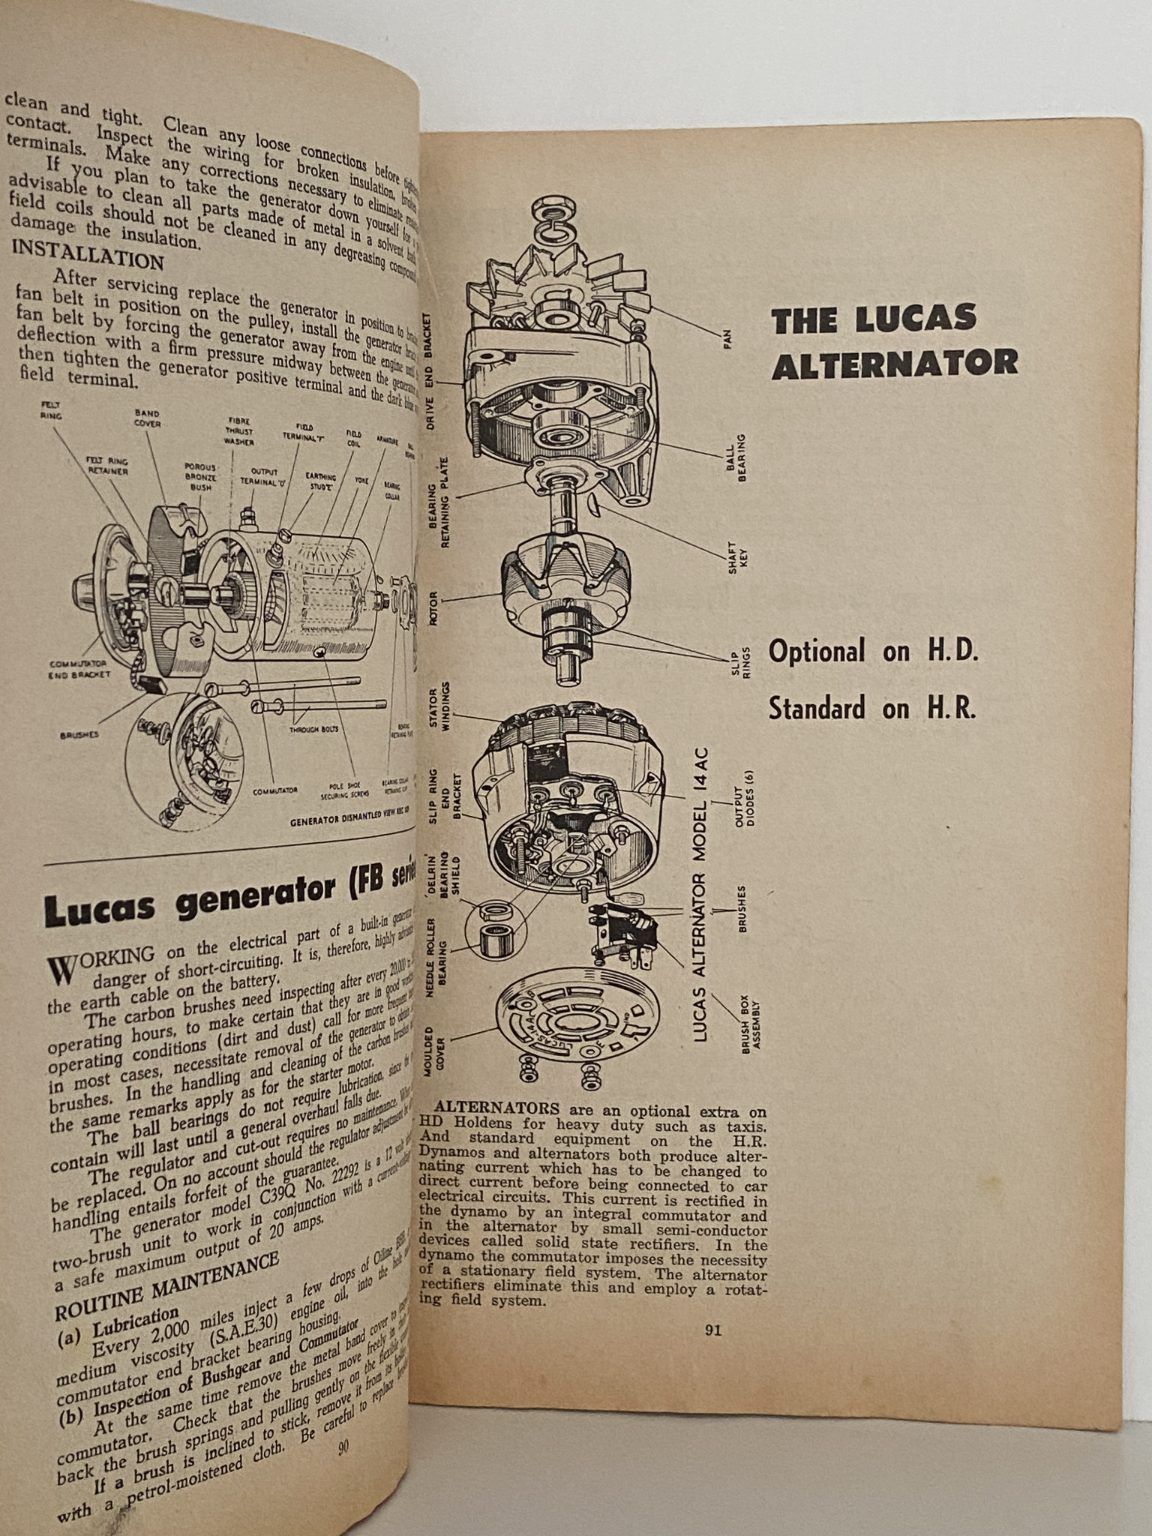 clean and tight. Clean any loose connections before
contact. Inspect the wiring for broken insulation,
terminals. Make any corrections necessary to eliminate
If you plan to take the generator down yourself for a
advisable to clean all parts made of metal in a solvent
field coils should not be cleaned in any degreasing
damage the insulation.
INSTALLATION
After servicing replace the generator in position to
fan belt in position on the pulley, install the generator
fan belt by forcing the generator away from the engine until
deflection with a firm pressure midway between the
then tighten the generator positive terminal and the dark
field terminal.
FELT RING
BAND COVER
FIBRE THRUST WASHER
FIELD TERMINAL 'F'
FIELD COIL
ARMATURE
FELT RING RETAINER
POROUS BRONZE BUSH
OUTPUT TERMINAL 'D'
EARTHING STUD 'E'
YOKE
BEARING COLLAR
COMMUTATOR END BRACKET
BRUSHES
THROUGH BOLTS
COMMUTATOR
POLE SHOE SECURING SCREWS
GENERATOR DISMANTLED VIEW
Lucas generator (FB
WORKING on the electrical part of a built-in generator
danger of short-circuiting. It is, therefore, highly
the earth cable on the battery.
The carbon brushes need inspecting after every 20,000
operating hours, to make certain that they are in good
operating conditions (dirt and dust) call for more frequent
in most cases, necessitate removal of the generator to
brushes. In the handling and cleaning of the carbon brushes
the same remarks apply as for the starter motor.
The ball bearings do not require lubrication, since the
contain will last until a general overhaul falls due.
The regulator and cut-out requires no maintenance.
be replaced. On no account should the regulator adjustment be
handling entails forfeit of the guarantee.
The generator model C39Q No. 22292 is a 12 volt
two-brush unit to work in conjunction with a
a safe maximum output of 20 amps.
ROUTINE MAINTENANCE
(a) Lubrication
Every 2,000 miles inject a few drops of Oiline
medium viscosity (S.A.E.30) engine oil, into the
commutator end bracket bearing housing.
(b) Inspection of Bushgear and Commutator
At the same time remove the metal band cover to
commutator. Check that the brushes move freely in
back the brush springs and pulling gently on the flexible
If a brush is inclined to stick, remove it from its
with a petrol-moistened cloth. Be careful to replace
90
THE LUCAS
ALTERNATOR
Optional on H.D.
Standard on H.R.
FAN
DRIVE END BRACKET
BALL BEARING
BEARING RETAINING PLATE
SHAFT KEY
ROTOR
SLIP RINGS
STATOR WINDINGS
SLIP RING END BRACKET
OUTPUT DIODES (6)
'DELRIN' BEARING SHIELD
BRUSHES
NEEDLE ROLLER BEARING
BRUSH BOX ASSEMBLY
MOULDED COVER
LUCAS ALTERNATOR MODEL 14 AC
ALTERNATORS are an optional extra on
HD Holdens for heavy duty such as taxis.
And standard equipment on the H.R.
Dynamos and alternators both produce alter-
nating current which has to be changed to
direct current before being connected to car
electrical circuits. This current is rectified in
the dynamo by an integral commutator and
in the alternator by small semi-conductor
devices called solid state rectifiers. In the
dynamo the commutator imposes the necessity
of a stationary field system. The alternator
rectifiers eliminate this and employ a rotat-
ing field system.
91